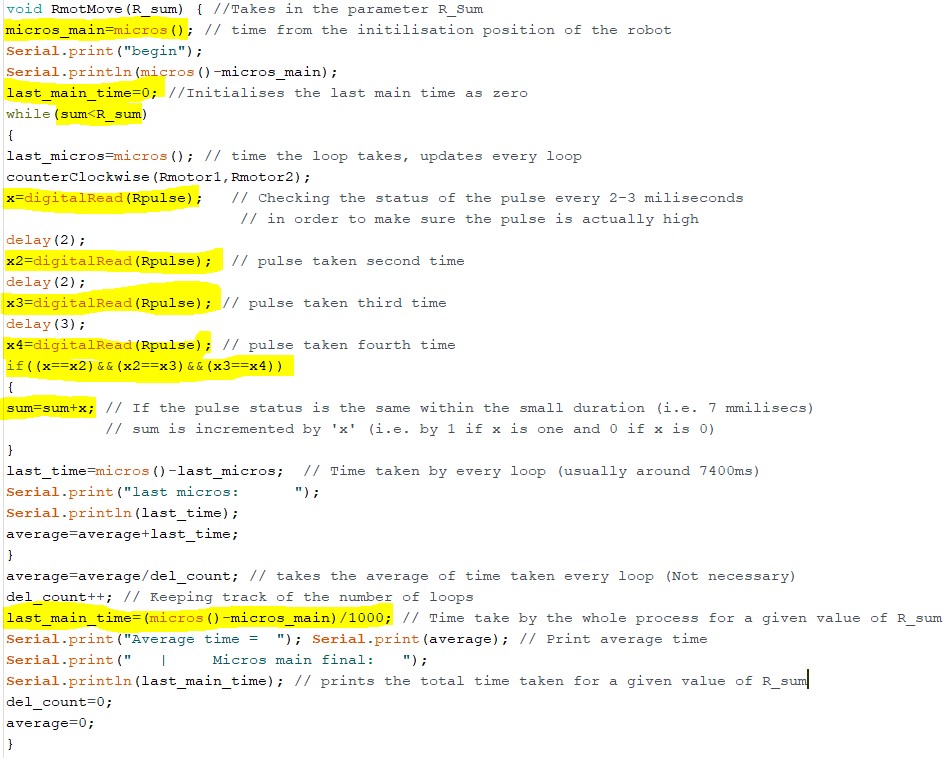 void RmotMove(R_sum) { //Takes in the parameter R_Sum
micros_main=micros(); // time from the initilisation position of the robot
Serial.print("begin");
Serial.println(micros()-micros_main);
last_main_time=0; //Initialises the last main time as zero
while(sum<R_sum)
{
last_micros=micros(); // time the loop takes, updates every loop
counterClockwise(Rmotor1,Rmotor2);
x=digitalRead(Rpulse);   // Checking the status of the pulse every 2-3 miliseconds
// in order to make sure the pulse is actually high
delay(2);
x2=digitalRead(Rpulse);  // pulse taken second time
delay(2);
x3=digitalRead(Rpulse); // pulse taken third time
delay(3);
x4=digitalRead(Rpulse); // pulse taken fourth time
if((x==x2)&&(x2==x3)&&(x3==x4))
{
sum=sum+x; // If the pulse status is the same within the small duration (i.e. 7 mmilisecs)
// sum is incremented by 'x' (i.e. by 1 if x is one and 0 if x is 0)
}
last_time=micros()-last_micros;  // Time taken by every loop (usually around 7400ms)
Serial.print("last micros:      ");
Serial.println(last_time);
average=average+last_time;
}
average=average/del_count; // takes the average of time taken every loop (Not necessary)
del_count++; // Keeping track of the number of loops
last_main_time=(micros()-micros_main)/1000; // Time take by the whole process for a given value of R_sum
Serial.print("Average time =  "); Serial.print(average); // Print average time
Serial.print("   |     Micros main final:   ");
Serial.println(last_main_time); // prints the total time taken for a given value of R_sum
del_count=0;
average=0;
}